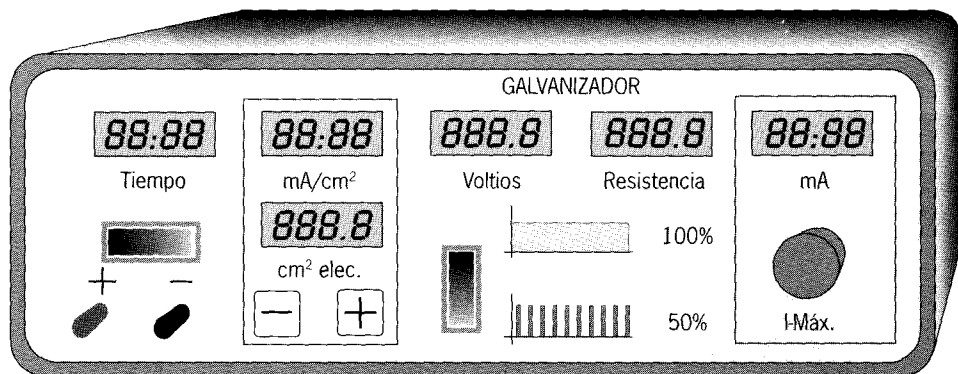 GALVANIZADOR
88:88 88:88 888.8 888.8 88:88
Tiempo mA/cm² Voltios Resistencia mA
888.8
cm² elec.
100%
+ -
- +
50%
I-Máx.